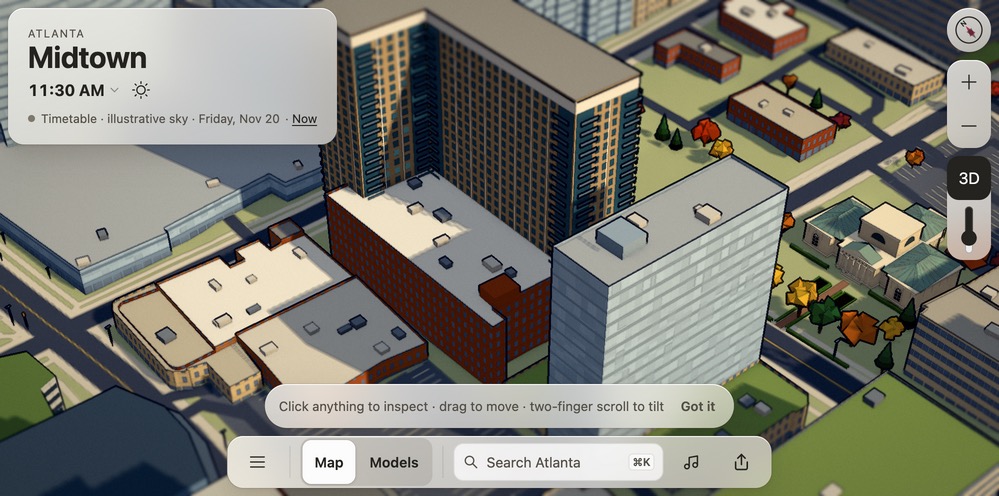 ATLANTA
Midtown
11:30 AM
Timetable · illustrative sky · Friday, Nov 20 · Now
N
3D
Click anything to inspect · drag to move · two-finger scroll to tilt Got it
Map Models Search Atlanta ⌘K